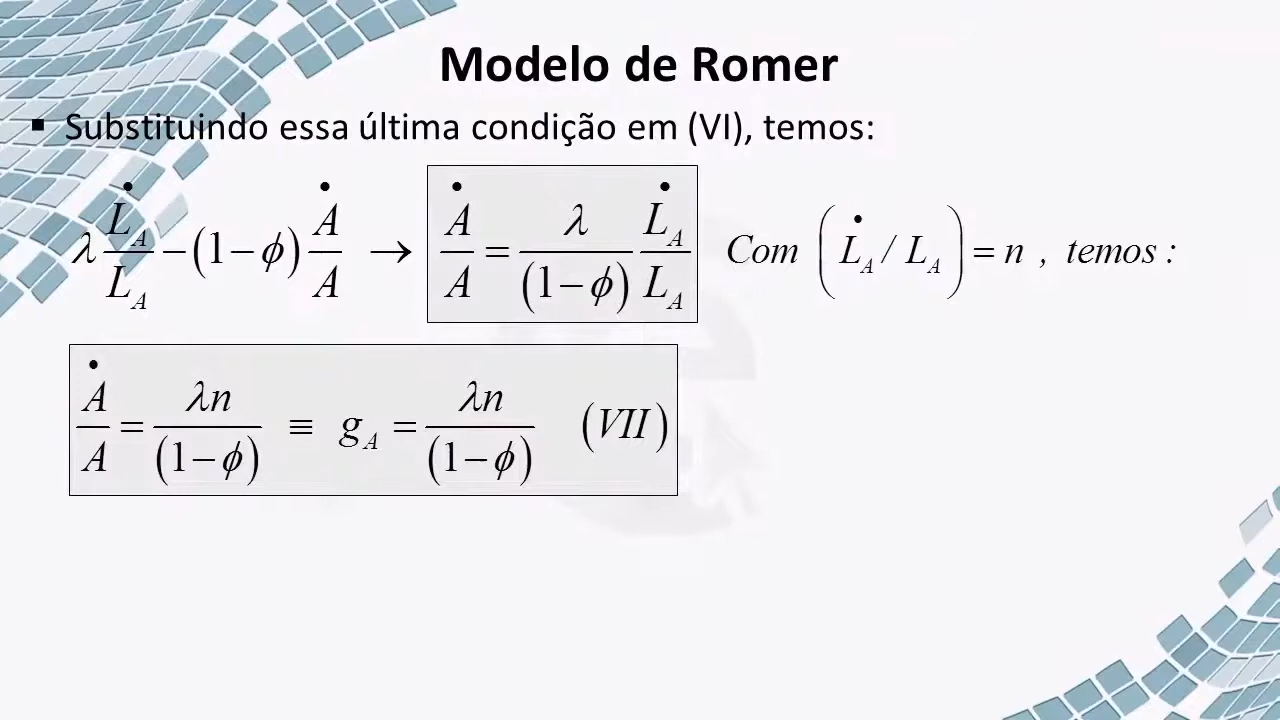 Modelo de Romer
▪ Substituindo essa última condição em (VI), temos:
λ L̇_A/L_A − (1−ϕ) Ȧ/A → Ȧ/A = λ/(1−ϕ) L̇_A/L_A Com (L̇_A / L_A) = n , temos :
Ȧ/A = λn/(1−ϕ) ≡ g_A = λn/(1−ϕ) (VII)